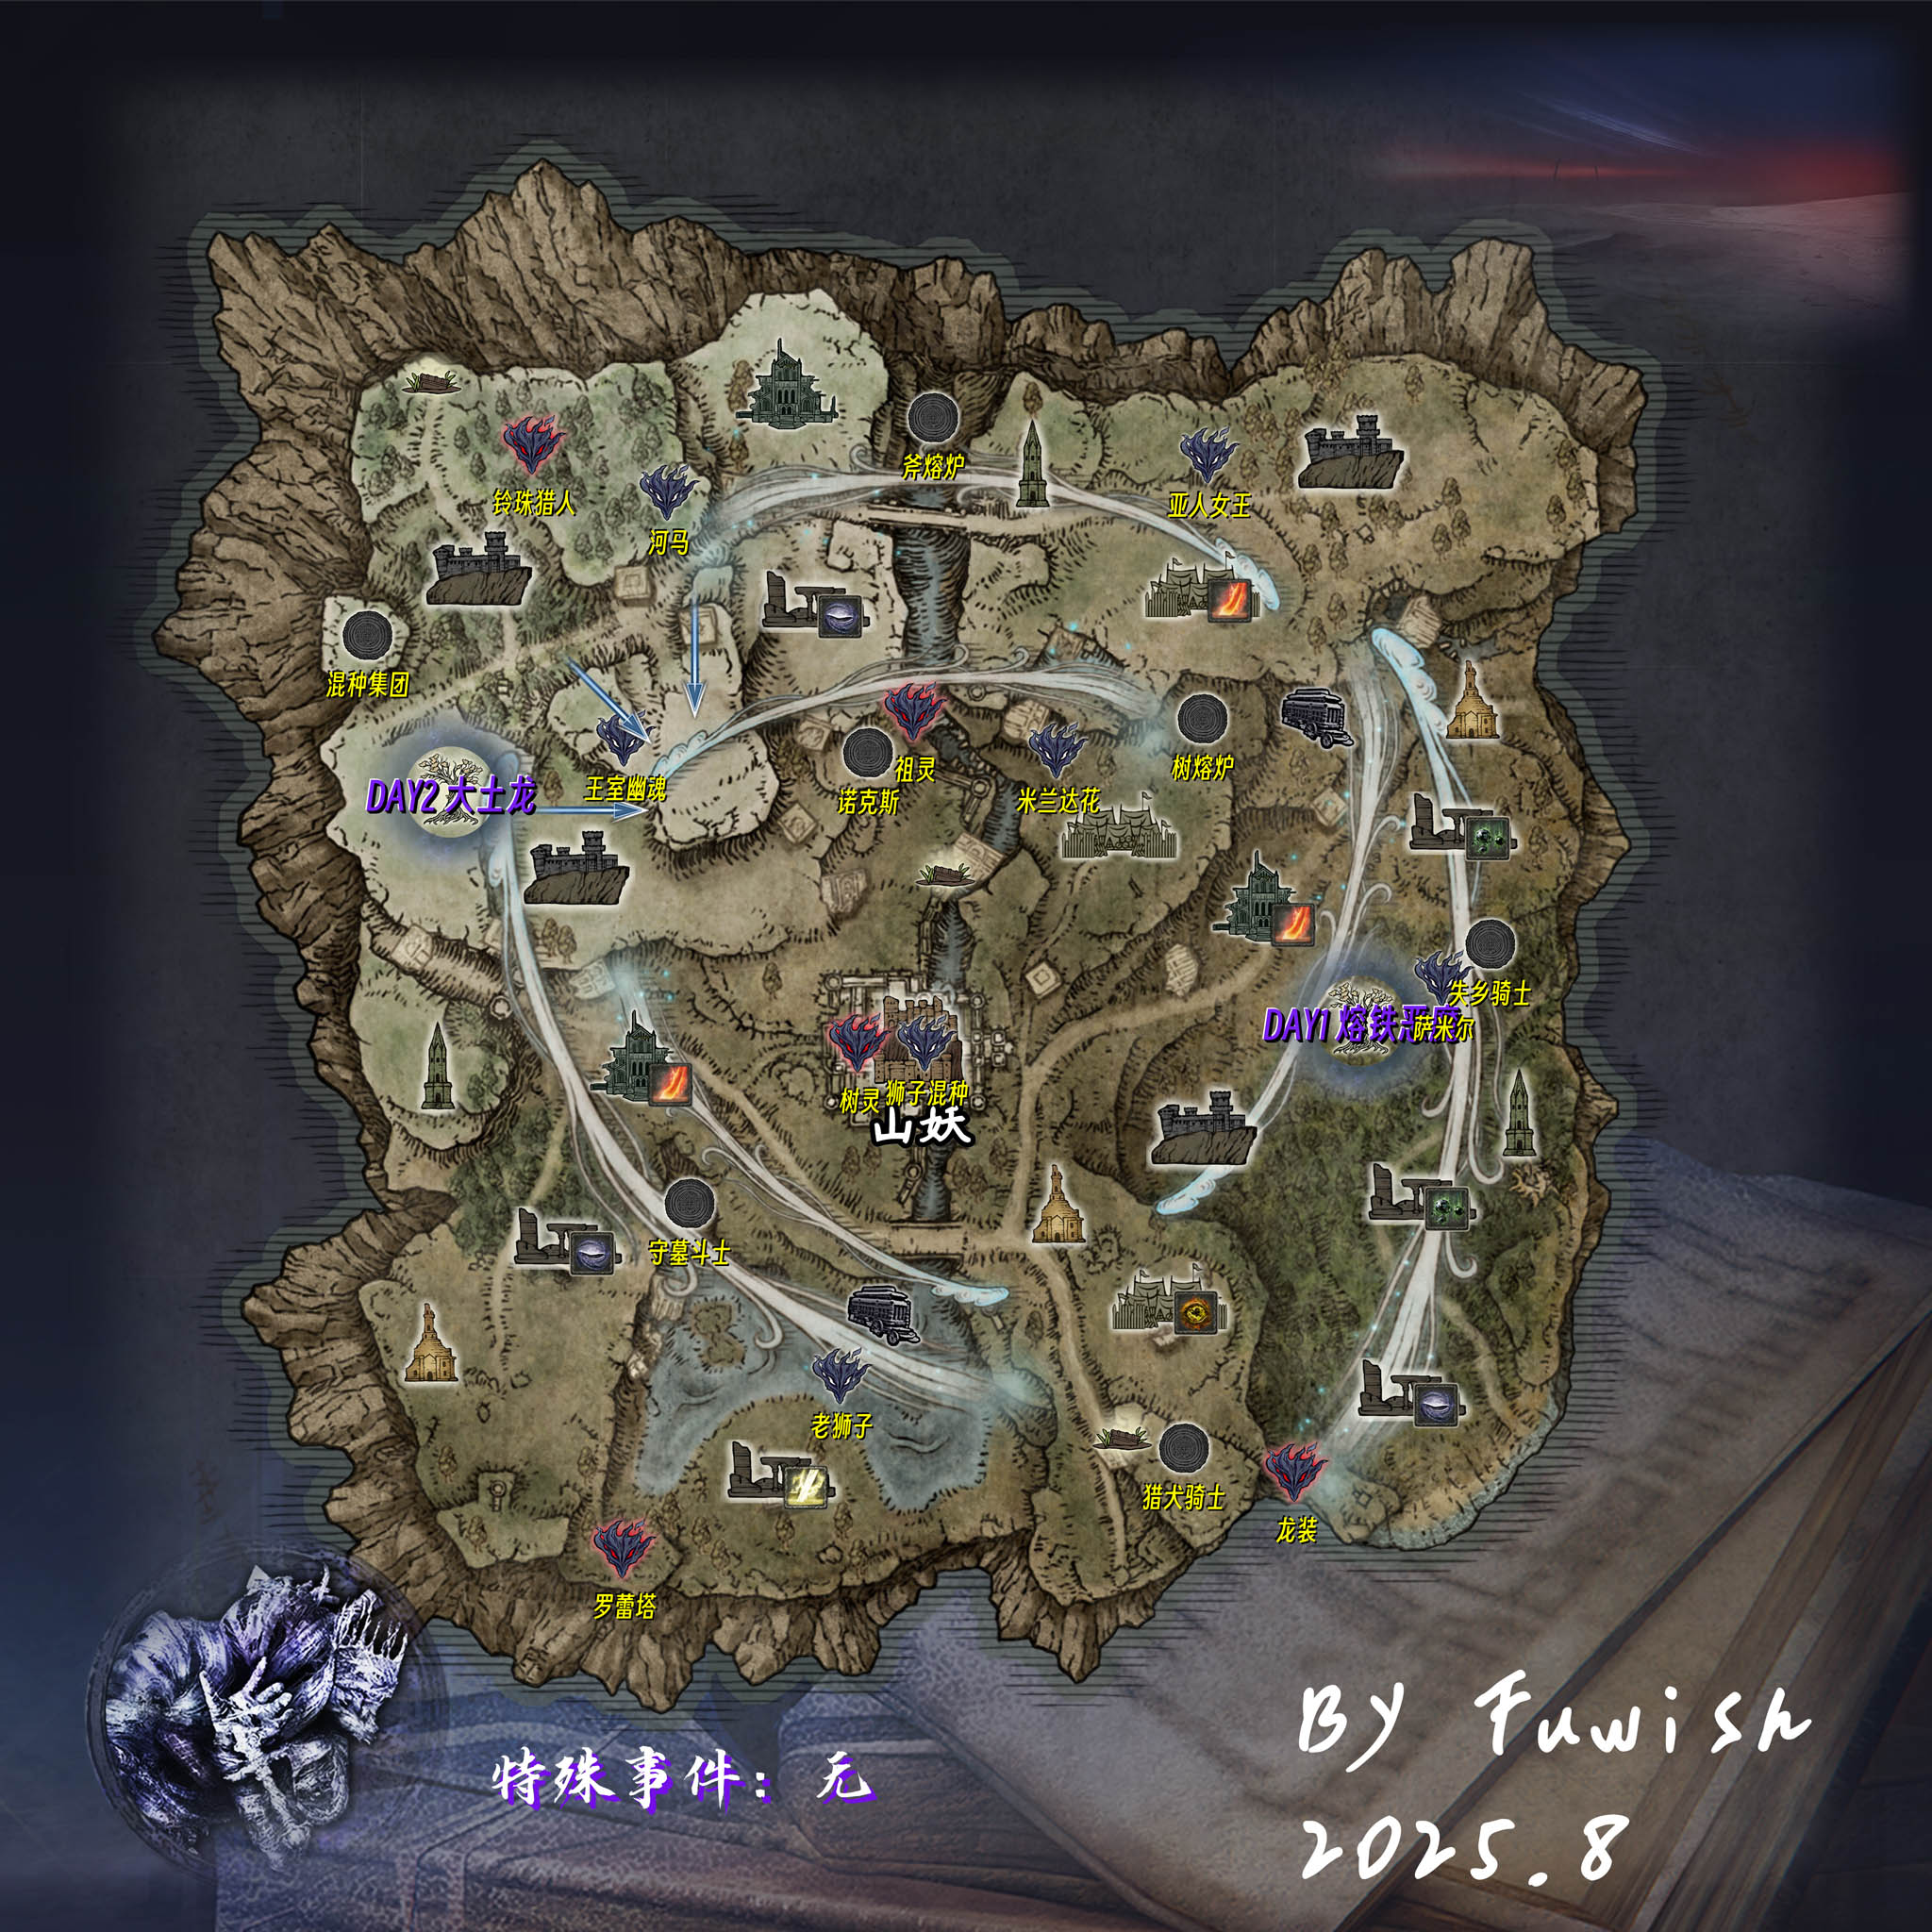 斧熔炉
铃珠猎人
亚人女王
河马
混种集团
祖灵
树熔炉
王室幽魂
DAY2 大土龙
诺克斯
米兰达花
失乡骑士
DAY1 熔铁恶魔
萨米尔
树灵
狮子混种
山妖
守墓斗士
老狮子
猎犬骑士
龙装
罗蕾塔
特殊事件：无
BY Fuwish
2025.8